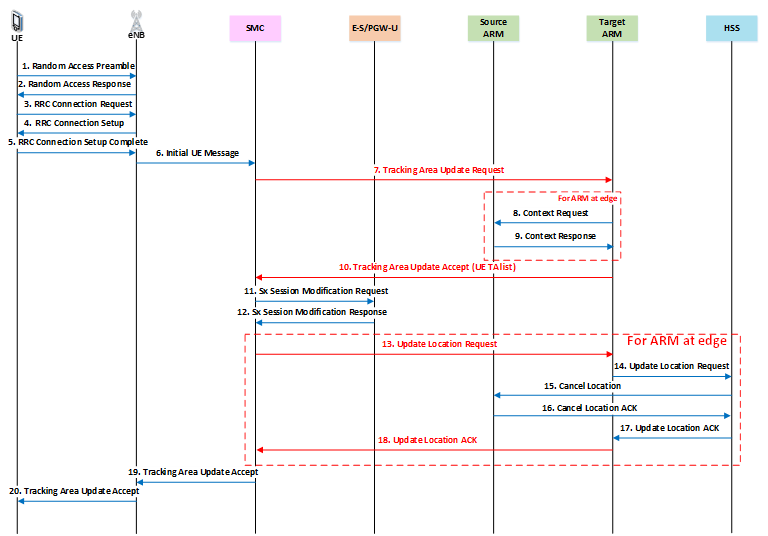 UE
eNB
SMC
E-S/PGW-U
Source
ARM
Target
ARM
HSS
1. Random Access Preamble
2. Random Access Response
3. RRC Connection Request
4. RRC Connection Setup
5. RRC Connection Setup Complete
6. Initial UE Message
7. Tracking Area Update Request
For ARM at edge
8. Context Request
9. Context Response
10. Tracking Area Update Accept (UE TA list)
11. Sx Session Modification Request
12. Sx Session Modification Response
For ARM at edge
13. Update Location Request
14. Update Location Request
15. Cancel Location
16. Cancel Location ACK
17. Update Location ACK
18. Update Location ACK
19. Tracking Area Update Accept
20. Tracking Area Update Accept